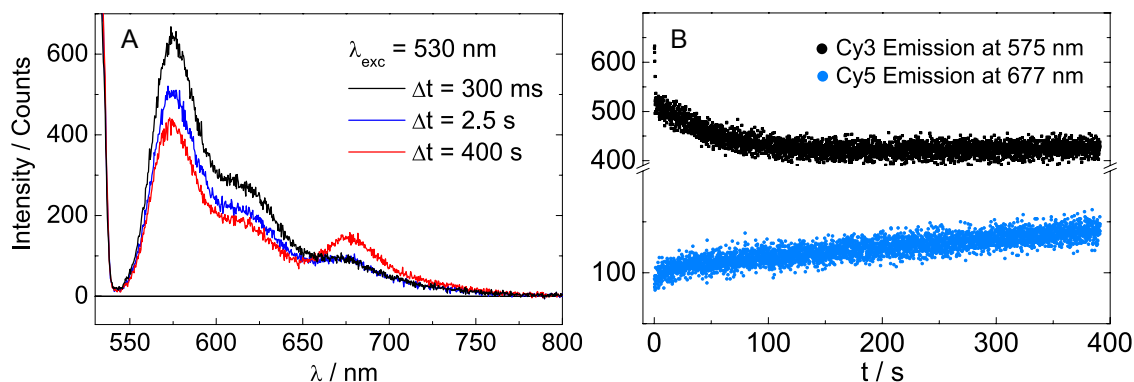 A
λexc = 530 nm
Δt = 300 ms
Δt = 2.5 s
Δt = 400 s
Intensity / Counts
600
400
200
0
550 600 650 700 750 800
λ / nm
B
Cy3 Emission at 575 nm
Cy5 Emission at 677 nm
600
500
400
100
0 100 200 300 400
t / s